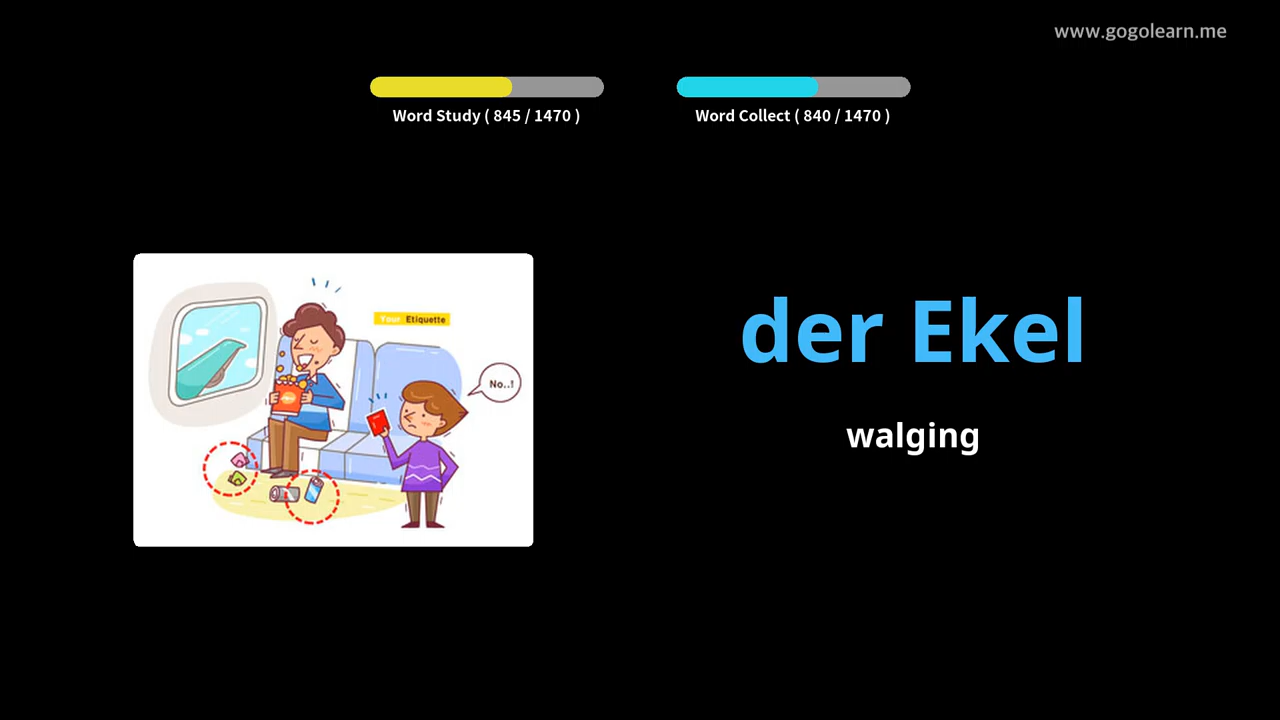 www.gogolearn.me
Word Study ( 845 / 1470 )
Word Collect ( 840 / 1470 )
Your Etiquette
No..!
der Ekel
walging